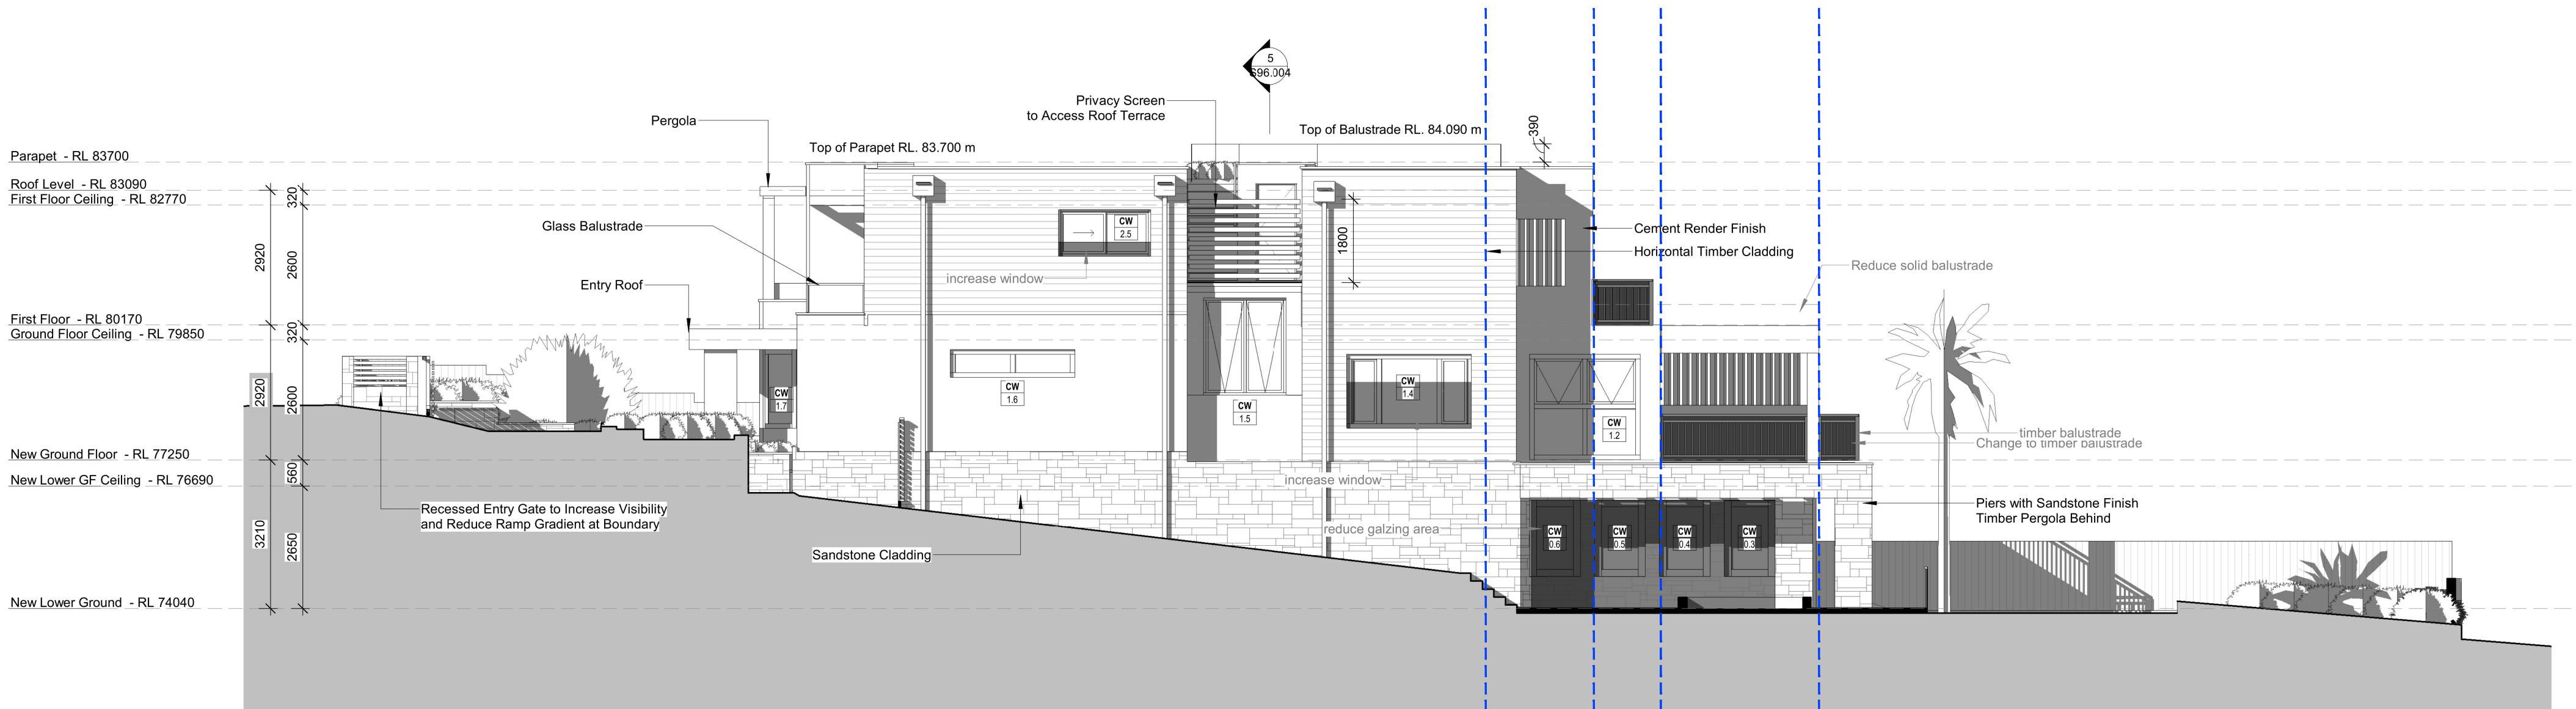 5
S96.004
Privacy Screen
to Access Roof Terrace
Pergola
Top of Balustrade RL. 84.090 m
390
Top of Parapet RL. 83.700 m
Parapet - RL 83700
Roof Level - RL 83090
First Floor Ceiling - RL 82770
320
Glass Balustrade
CW
2.5
1800
Cement Render Finish
Horizontal Timber Cladding
2920
2600
increase window
Reduce solid balustrade
Entry Roof
First Floor - RL 80170
Ground Floor Ceiling - RL 79850
320
2920
2600
CW
1.7
CW
1.6
CW
1.5
CW
1.4
CW
1.2
timber balustrade
Change to timber balustrade
New Ground Floor - RL 77250
560
New Lower GF Ceiling - RL 76690
increase window
Recessed Entry Gate to Increase Visibility
and Reduce Ramp Gradient at Boundary
Piers with Sandstone Finish
Timber Pergola Behind
3210
2650
reduce galzing area
CW
0.6
CW
0.5
CW
0.4
CW
0.3
Sandstone Cladding
New Lower Ground - RL 74040